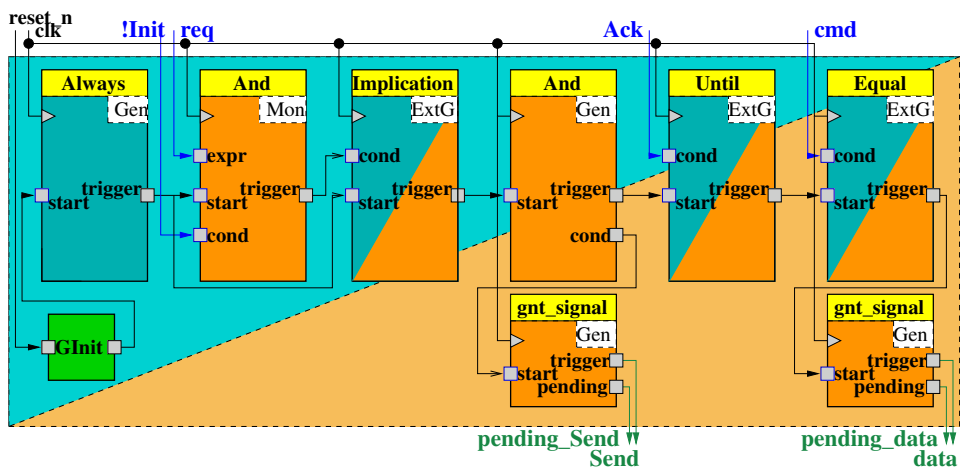 reset_n
clk
!Init req
Ack
cmd
Always
And
Implication
And
Until
Equal
Gen
Mon
ExtG
Gen
ExtG
ExtG
expr
cond
cond
cond
trigger
start
trigger
start
trigger
start
trigger
start
trigger
start
trigger
start
cond
cond
GInit
gnt_signal
gnt_signal
Gen
Gen
trigger
start
pending
trigger
start
pending
pending_Send
Send
pending_data
data